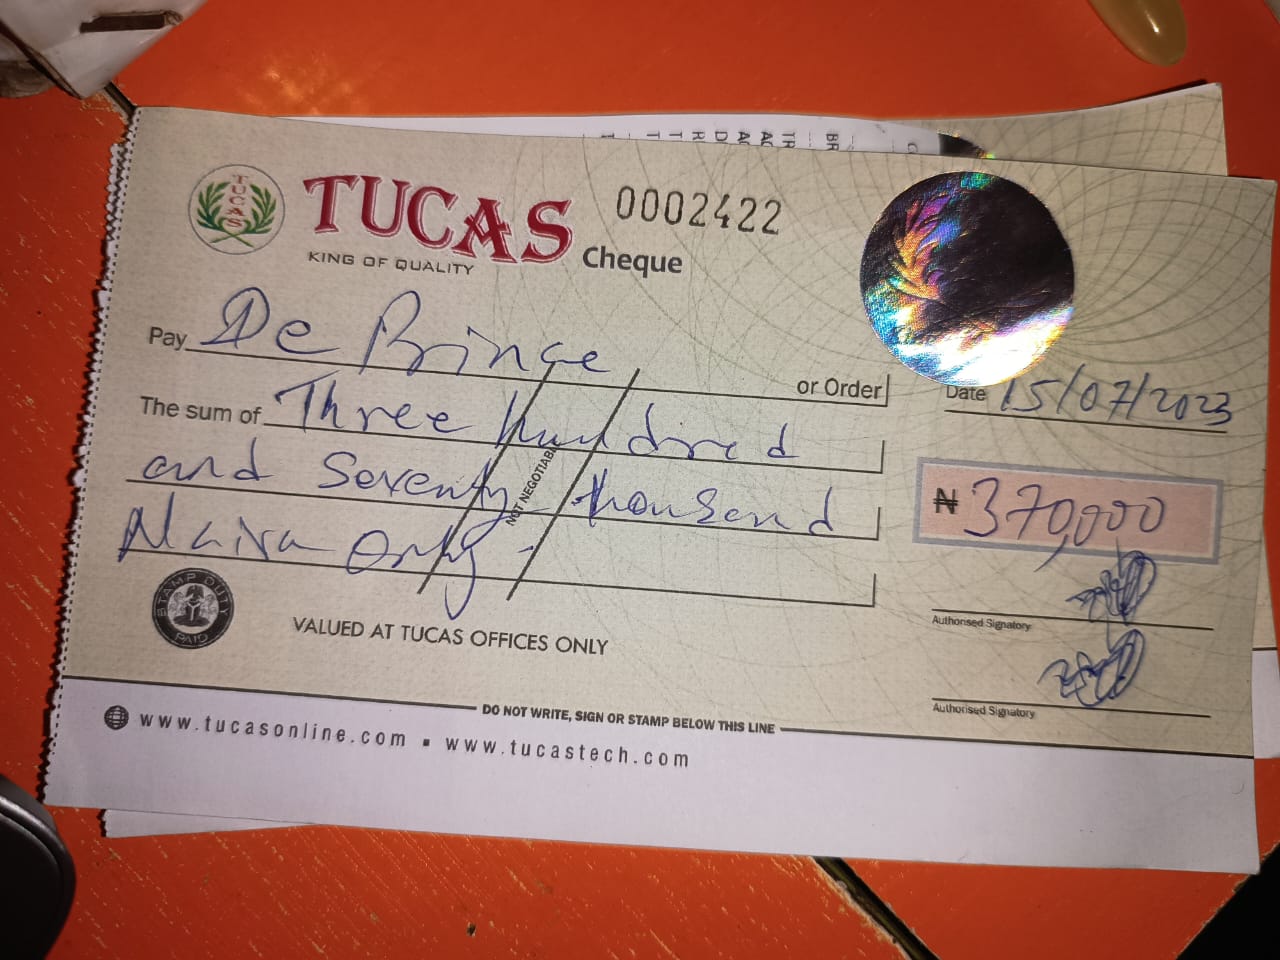 TUCAS
TUCAS
KING OF QUALITY
0002422
Cheque
Pay De Prince or Order
Date 15/07/2023
The sum of Three hundred
and Seventy thousand
Naira only -
NOT NEGOTIABLE
₦ 370,000
Authorised Signatory
Authorised Signatory
STAMP DUTY
PAID
VALUED AT TUCAS OFFICES ONLY
DO NOT WRITE, SIGN OR STAMP BELOW THIS LINE
www.tucasonline.com ▪ www.tucastech.com